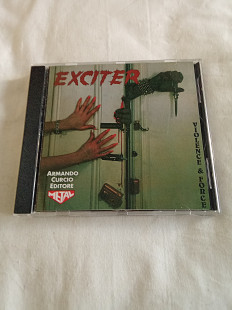 EXCITER
VIOLENCE & FORCE
ARMANDO
CURCIO
EDITORE
METAL